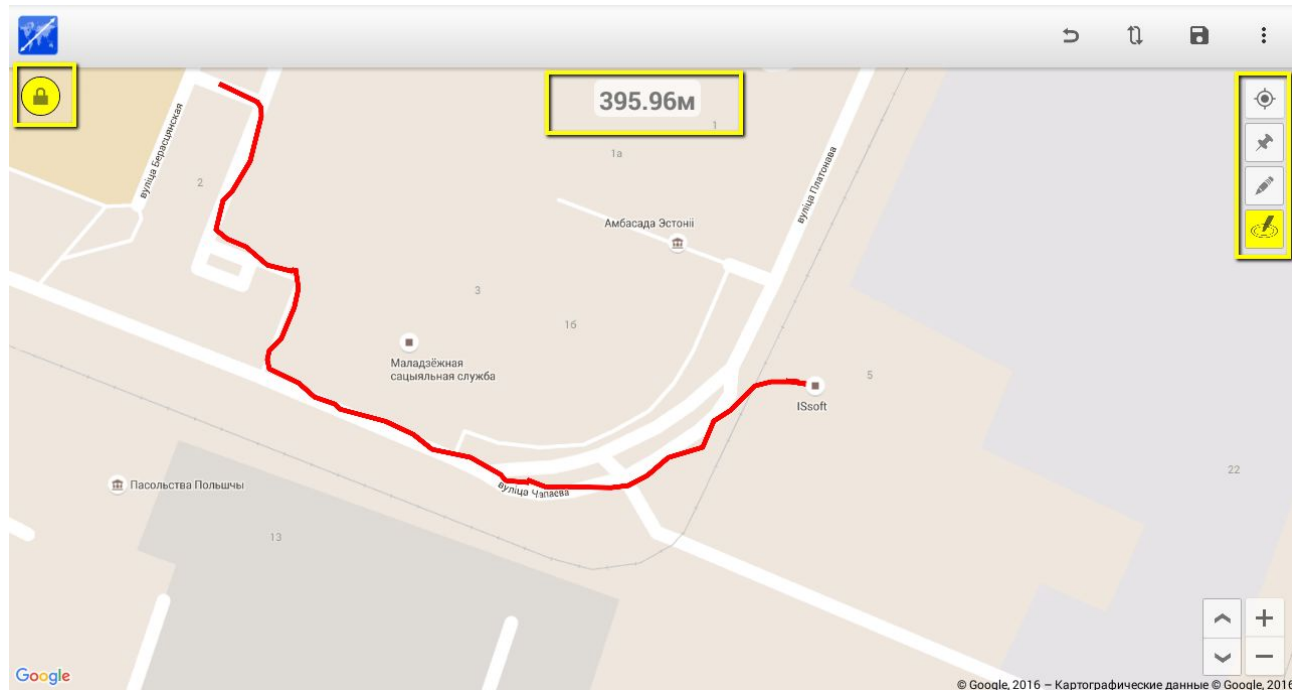 395.96м
1
1а
вуліца Берасцянская
2
вуліца Платонава
Амбасада Эстоніі
3
1б
Маладзёжная
сацыяльная служба
5
ISsoft
22
Пасольства Польшчы
вуліца Чапаева
13
Google
© Google, 2016 – Картографические данные © Google, 2016